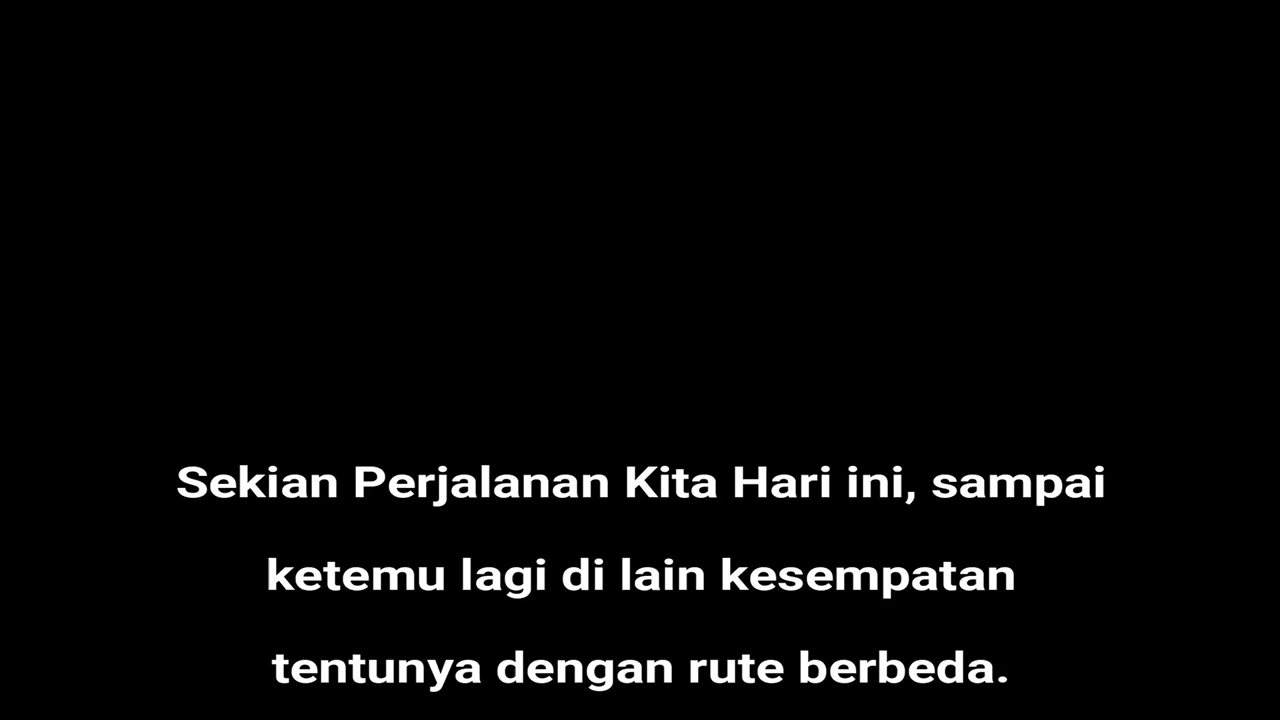 Sekian Perjalanan Kita Hari ini, sampai
ketemu lagi di lain kesempatan
tentunya dengan rute berbeda.